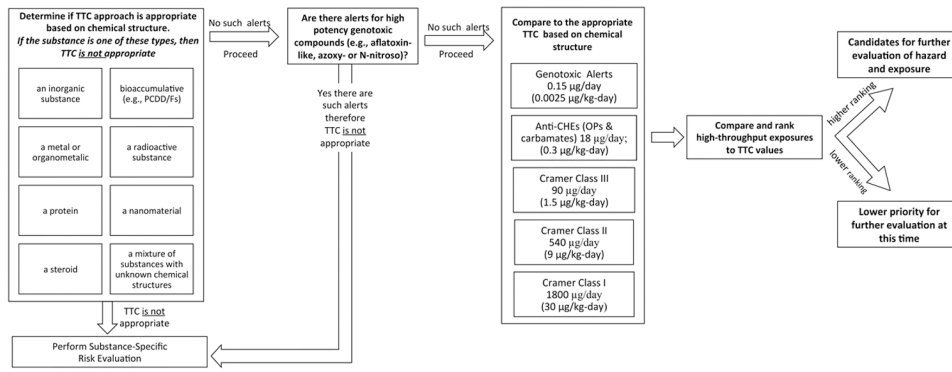 Determine if TTC approach is appropriate
based on chemical structure.
If the substance is one of these types, then
TTC is not appropriate
an inorganic
substance
bioaccumulative
(e.g., PCDD/Fs)
a metal or
organometalic
a radioactive
substance
a protein
a nanomaterial
a steroid
a mixture of
substances with
unknown chemical
structures
TTC is not
appropriate
Perform Substance-Specific
Risk Evaluation
No such alerts
Proceed
Are there alerts for high
potency genotoxic
compounds (e.g., aflatoxin-
like, azoxy- or N-nitroso)?
Yes there are
such alerts
therefore
TTC is not
appropriate
No such alerts
Proceed
Compare to the appropriate
TTC based on chemical
structure
Genotoxic Alerts
0.15 µg/day
(0.0025 µg/kg-day)
Anti-CHEs (OPs &
carbamates) 18 µg/day;
(0.3 µg/kg-day)
Cramer Class III
90 µg/day
(1.5 µg/kg-day)
Cramer Class II
540 µg/day
(9 µg/kg-day)
Cramer Class I
1800 µg/day
(30 µg/kg-day)
Compare and rank
high-throughput exposures
to TTC values
higher ranking
lower ranking
Candidates for further
evaluation of hazard
and exposure
Lower priority for
further evaluation at
this time